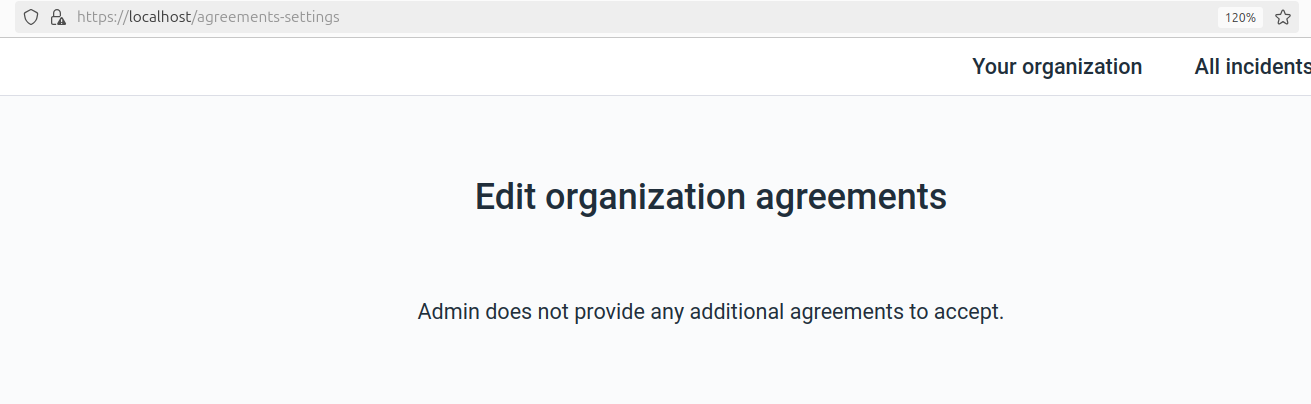 https://localhost/agreements-settings 120%
Your organization All incidents
Edit organization agreements
Admin does not provide any additional agreements to accept.